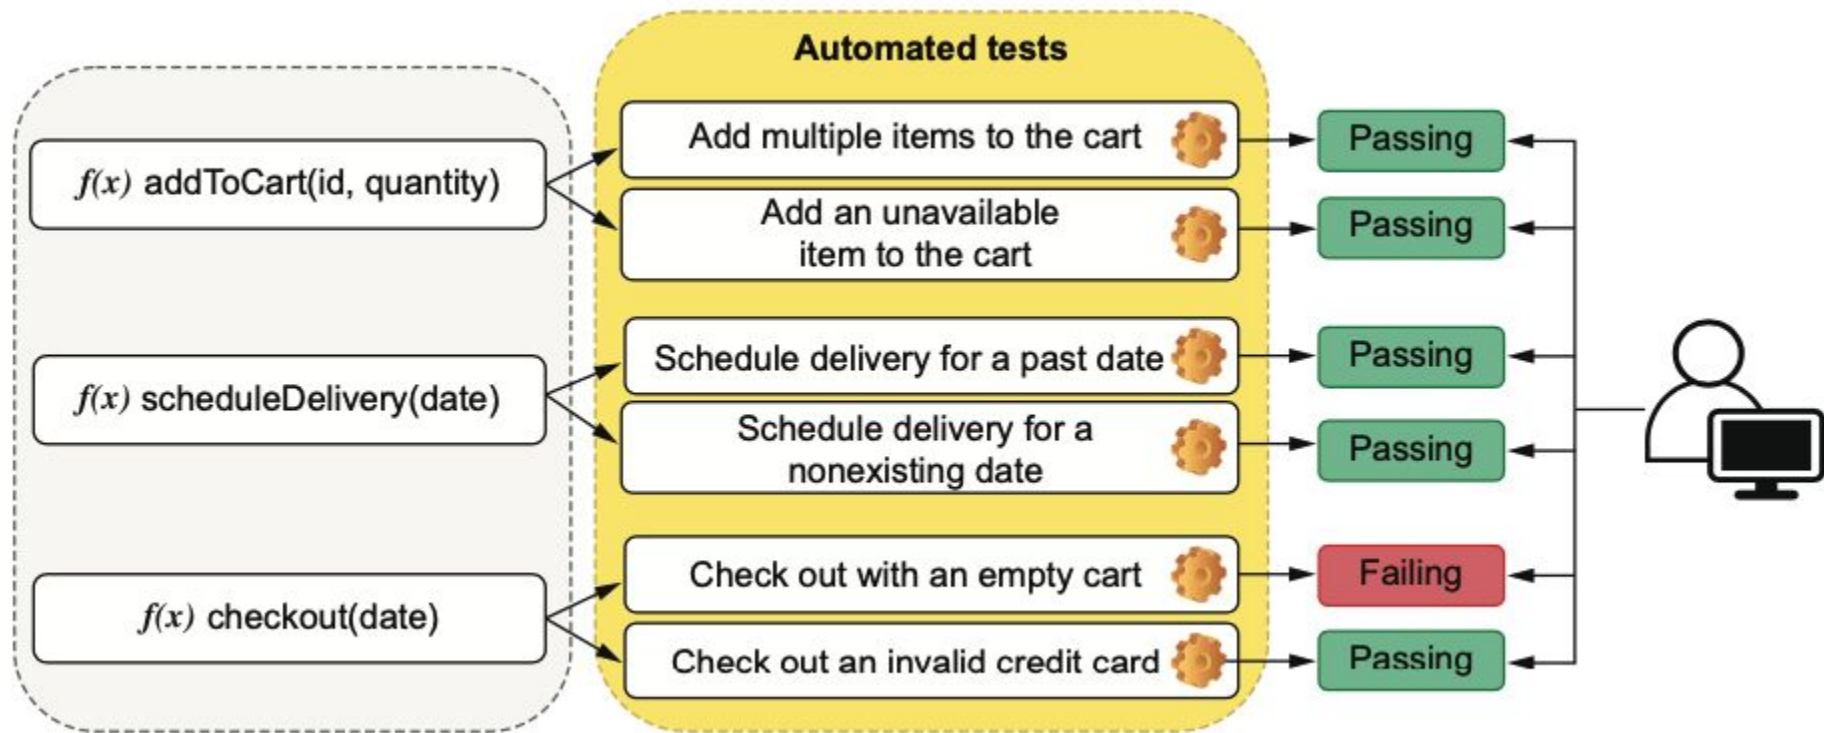 Automated tests
f(x) addToCart(id, quantity)
Add multiple items to the cart
Passing
Add an unavailable
item to the cart
Passing
f(x) scheduleDelivery(date)
Schedule delivery for a past date
Passing
Schedule delivery for a
nonexisting date
Passing
f(x) checkout(date)
Check out with an empty cart
Failing
Check out an invalid credit card
Passing